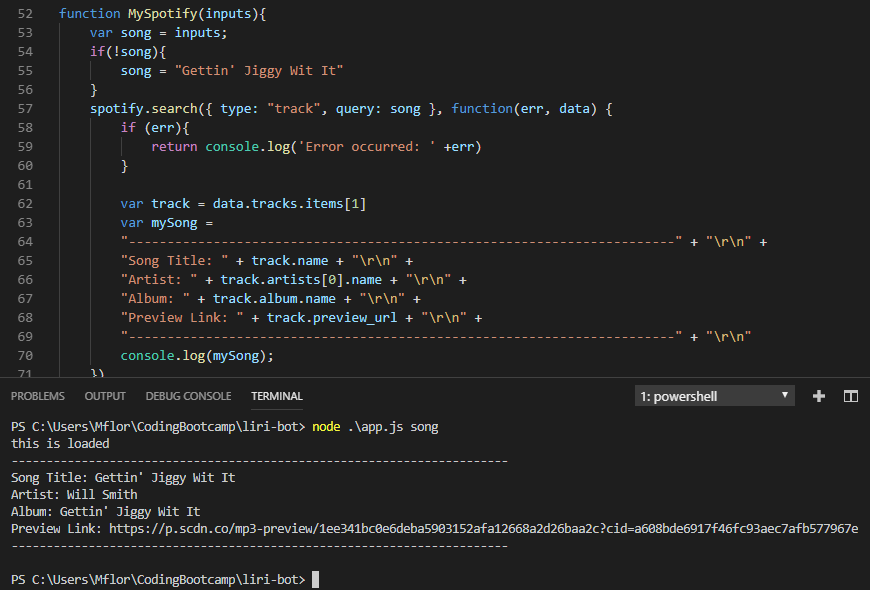 52 function MySpotify(inputs){
53 var song = inputs;
54 if(!song){
55 song = "Gettin' Jiggy Wit It"
56 }
57 spotify.search({ type: "track", query: song }, function(err, data) {
58 if (err){
59 return console.log('Error occurred: ' +err)
60 }
61
62 var track = data.tracks.items[1]
63 var mySong =
64 "-----------------------------------------------------------------------" + "\r\n" +
65 "Song Title: " + track.name + "\r\n" +
66 "Artist: " + track.artists[0].name + "\r\n" +
67 "Album: " + track.album.name + "\r\n" +
68 "Preview Link: " + track.preview_url + "\r\n" +
69 "-----------------------------------------------------------------------" + "\r\n"
70 console.log(mySong);
71 })
PROBLEMS OUTPUT DEBUG CONSOLE TERMINAL 1: powershell
PS C:\Users\Mflor\CodingBootcamp\liri-bot> node .\app.js song
this is loaded
-----------------------------------------------------------------------
Song Title: Gettin' Jiggy Wit It
Artist: Will Smith
Album: Gettin' Jiggy Wit It
Preview Link: https://p.scdn.co/mp3-preview/1ee341bc0e6deba5903152afa12668a2d26baa2c?cid=a608bde6917f46fc93aec7afb577967e
-----------------------------------------------------------------------
PS C:\Users\Mflor\CodingBootcamp\liri-bot>